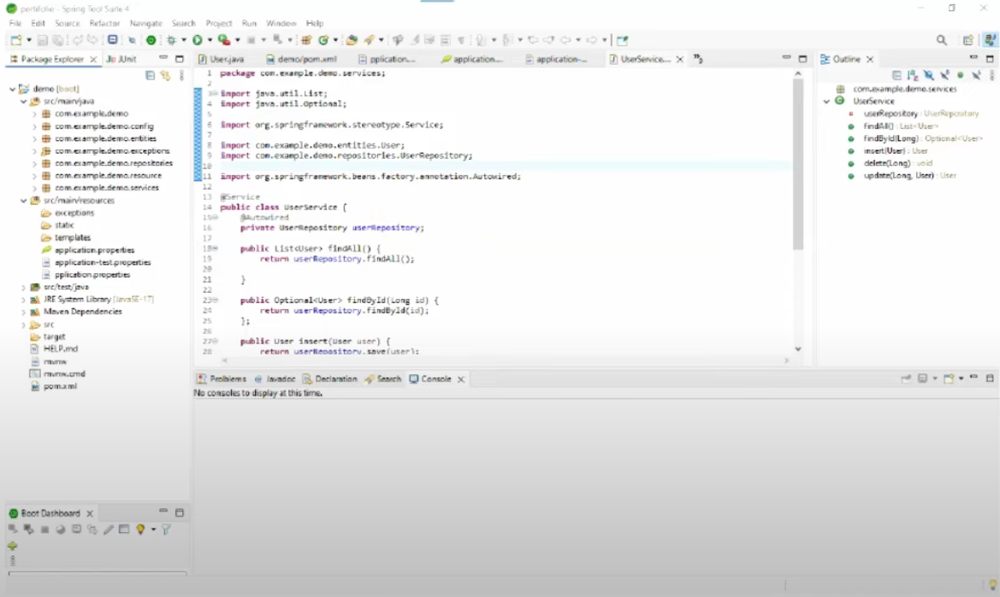 portifolio - Spring Tool Suite 4
File Edit Source Refactor Navigate Search Project Run Window Help
Package Explorer
JUnit
demo [boot]
src/main/java
com.example.demo
com.example.demo.config
com.example.demo.entities
com.example.demo.exceptions
com.example.demo.repositories
com.example.demo.resource
com.example.demo.services
src/main/resources
exceptions
static
templates
application.properties
application-test.properties
pplication.properties
src/test/java
JRE System Library [JavaSE-17]
Maven Dependencies
src
target
HELP.md
mvnw
mvnw.cmd
pom.xml
Boot Dashboard
User.java demo/pom.xml pplication.... application.... application-... UserService....
1 package com.example.demo.services;
2
3 import java.util.List;
4 import java.util.Optional;
5
6 import org.springframework.stereotype.Service;
7
8 import com.example.demo.entities.User;
9 import com.example.demo.repositories.UserRepository;
10
11 import org.springframework.beans.factory.annotation.Autowired;
12
13 @Service
14 public class UserService {
15 @Autowired
16 private UserRepository userRepository;
17
18 public List<User> findAll() {
19 return userRepository.findAll();
20
21 }
22
23 public Optional<User> findById(Long id) {
24 return userRepository.findById(id);
25 };
26
27 public User insert(User user) {
28 return userRepository.save(user);
Problems Javadoc Declaration Search Console
No consoles to display at this time.
Outline
com.example.demo.services
UserService
userRepository : UserRepository
findAll() : List<User>
findById(Long) : Optional<User>
insert(User) : User
delete(Long) : void
update(Long, User) : User